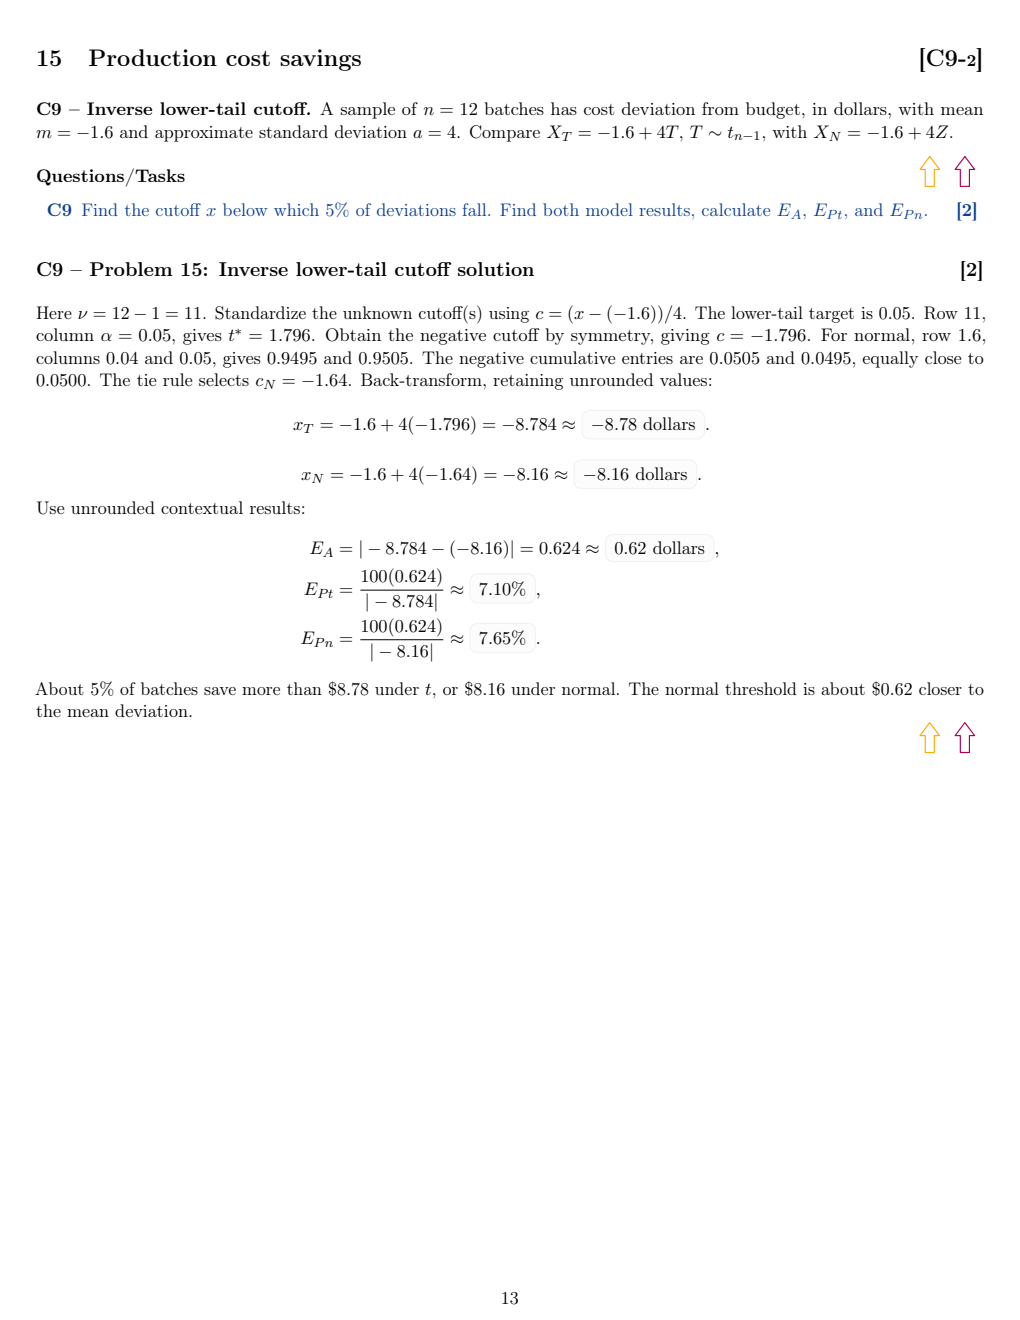 15 Production cost savings [C9-2]
C9 – Inverse lower-tail cutoff. A sample of n = 12 batches has cost deviation from budget, in dollars, with mean
m = −1.6 and approximate standard deviation a = 4. Compare X_T = −1.6 + 4T, T ∼ t_{n−1}, with X_N = −1.6 + 4Z.
Questions/Tasks
C9 Find the cutoff x below which 5% of deviations fall. Find both model results, calculate E_A, E_{Pt}, and E_{Pn}. [2]
C9 – Problem 15: Inverse lower-tail cutoff solution [2]
Here ν = 12 − 1 = 11. Standardize the unknown cutoff(s) using c = (x − (−1.6))/4. The lower-tail target is 0.05. Row 11,
column α = 0.05, gives t* = 1.796. Obtain the negative cutoff by symmetry, giving c = −1.796. For normal, row 1.6,
columns 0.04 and 0.05, gives 0.9495 and 0.9505. The negative cumulative entries are 0.0505 and 0.0495, equally close to
0.0500. The tie rule selects c_N = −1.64. Back-transform, retaining unrounded values:
x_T = −1.6 + 4(−1.796) = −8.784 ≈ −8.78 dollars .
x_N = −1.6 + 4(−1.64) = −8.16 ≈ −8.16 dollars .
Use unrounded contextual results:
E_A = | − 8.784 − (−8.16)| = 0.624 ≈ 0.62 dollars ,
E_{Pt} = 100(0.624) / | − 8.784| ≈ 7.10% ,
E_{Pn} = 100(0.624) / | − 8.16| ≈ 7.65% .
About 5% of batches save more than $8.78 under t, or $8.16 under normal. The normal threshold is about $0.62 closer to
the mean deviation.
13